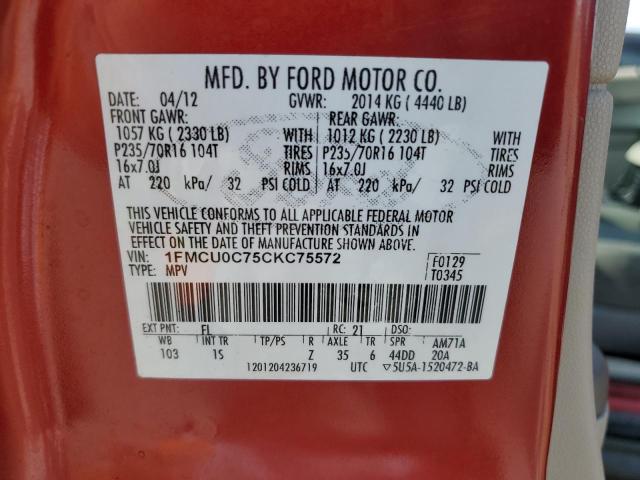 MFD. BY FORD MOTOR CO.
DATE: 04/12 GVWR: 2014 KG ( 4440 LB)
FRONT GAWR: REAR GAWR:
1057 KG ( 2330 LB) WITH 1012 KG ( 2230 LB) WITH
P235/70R16 104T TIRES P235/70R16 104T TIRES
16x7.0J RIMS 16x7.0J RIMS
AT 220 kPa/ 32 PSI COLD AT 220 kPa/ 32 PSI COLD
THIS VEHICLE CONFORMS TO ALL APPLICABLE FEDERAL MOTOR
VEHICLE SAFETY AND THEFT PREVENTION STANDARDS IN
EFFECT ON THE DATE OF MANUFACTURE SHOWN ABOVE.
VIN: 1FMCU0C75CKC75572 F0129
TYPE: MPV T0345
EXT PNT: FL RC: 21 DSO:
WB INT TR TP/PS R AXLE TR SPR AM71A
103 1S Z 35 6 44DD 20A
1201204236719 UTC ▽5U5A-1520472-BA